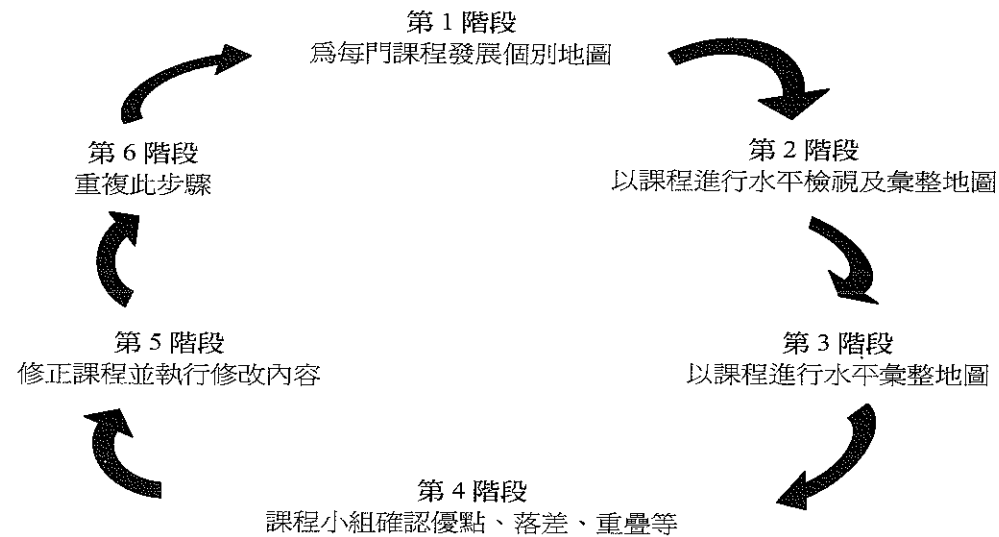 第 1 階段
爲每門課程發展個別地圖
第 2 階段
以課程進行水平檢視及彙整地圖
第 3 階段
以課程進行水平彙整地圖
第 4 階段
課程小組確認優點、落差、重疊等
第 5 階段
修正課程並執行修改內容
第 6 階段
重複此步驟